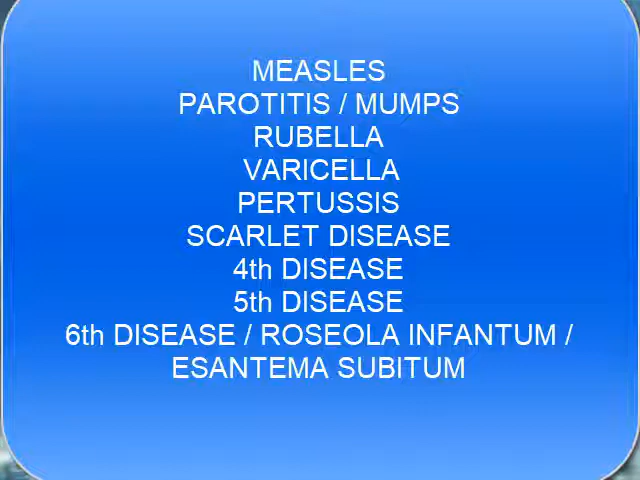 MEASLES
PAROTITIS / MUMPS
RUBELLA
VARICELLA
PERTUSSIS
SCARLET DISEASE
4th DISEASE
5th DISEASE
6th DISEASE / ROSEOLA INFANTUM /
ESANTEMA SUBITUM